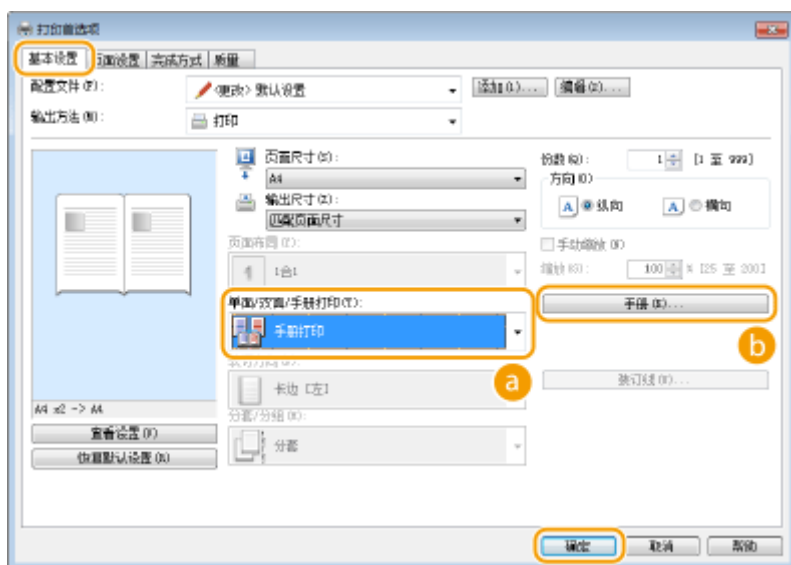 打印首选项
基本设置 页面设置 完成方式 质量
配置文件(F): <更改> 默认设置 添加(1)... 编辑(2)...
输出方法(M): 打印
页面尺寸(S):
A4
输出尺寸(Z):
匹配页面尺寸
页面布局(Y):
1合1
单面/双面/手册打印(T):
手册打印
a
卡边 [左]
分套/分组(X):
分套
份数(Q): 1 [1 至 999]
方向(O)
A 纵向 A 横向
手动缩放(W)
缩放(G): 100 % [25 至 200]
手册(K)...
b
装订线(U)...
A4 x2 -> A4
查看设置(V)
恢复默认设置(R)
确定 取消 帮助